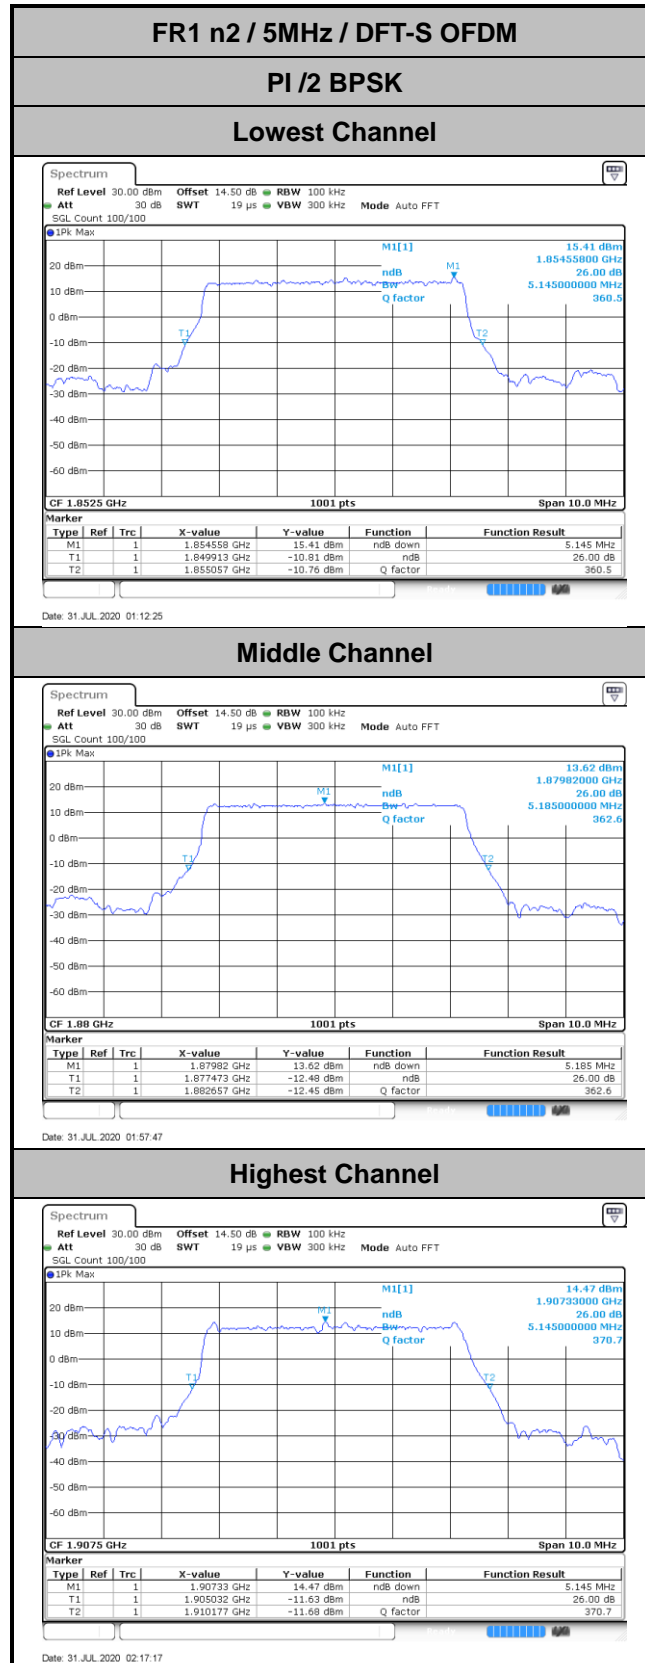 FR1 n2 / 5MHz / DFT-S OFDM
PI /2 BPSK
Lowest Channel
Spectrum
Ref Level 30.00 dBm Offset 14.50 dB RBW 100 kHz
Att 30 dB SWT 19 µs VBW 300 kHz Mode Auto FFT
SGL Count 100/100
1Pk Max
M1[1] 15.41 dBm
1.85455800 GHz
ndB 26.00 dB
Bw 5.145000000 MHz
Q factor 360.5
M1
T1
T2
20 dBm
10 dBm
0 dBm
-10 dBm
-20 dBm
-30 dBm
-40 dBm
-50 dBm
-60 dBm
CF 1.8525 GHz 1001 pts Span 10.0 MHz
Marker
Type Ref Trc X-value Y-value Function Function Result
M1 1 1.854558 GHz 15.41 dBm ndB down 5.145 MHz
T1 1 1.849913 GHz -10.81 dBm ndB 26.00 dB
T2 1 1.855057 GHz -10.76 dBm Q factor 360.5
Date: 31.JUL.2020 01:12:25
Middle Channel
Spectrum
Ref Level 30.00 dBm Offset 14.50 dB RBW 100 kHz
Att 30 dB SWT 19 µs VBW 300 kHz Mode Auto FFT
SGL Count 100/100
1Pk Max
M1[1] 13.62 dBm
1.87982000 GHz
ndB 26.00 dB
Bw 5.185000000 MHz
Q factor 362.6
M1
T1
T2
20 dBm
10 dBm
0 dBm
-10 dBm
-20 dBm
-30 dBm
-40 dBm
-50 dBm
-60 dBm
CF 1.88 GHz 1001 pts Span 10.0 MHz
Marker
Type Ref Trc X-value Y-value Function Function Result
M1 1 1.87982 GHz 13.62 dBm ndB down 5.185 MHz
T1 1 1.877473 GHz -12.48 dBm ndB 26.00 dB
T2 1 1.882657 GHz -12.45 dBm Q factor 362.6
Date: 31.JUL.2020 01:57:47
Highest Channel
Spectrum
Ref Level 30.00 dBm Offset 14.50 dB RBW 100 kHz
Att 30 dB SWT 19 µs VBW 300 kHz Mode Auto FFT
SGL Count 100/100
1Pk Max
M1[1] 14.47 dBm
1.90733000 GHz
ndB 26.00 dB
Bw 5.145000000 MHz
Q factor 370.7
M1
T1
T2
20 dBm
10 dBm
0 dBm
-10 dBm
-20 dBm
-30 dBm
-40 dBm
-50 dBm
-60 dBm
CF 1.9075 GHz 1001 pts Span 10.0 MHz
Marker
Type Ref Trc X-value Y-value Function Function Result
M1 1 1.90733 GHz 14.47 dBm ndB down 5.145 MHz
T1 1 1.905032 GHz -11.63 dBm ndB 26.00 dB
T2 1 1.910177 GHz -11.68 dBm Q factor 370.7
Date: 31.JUL.2020 02:17:17